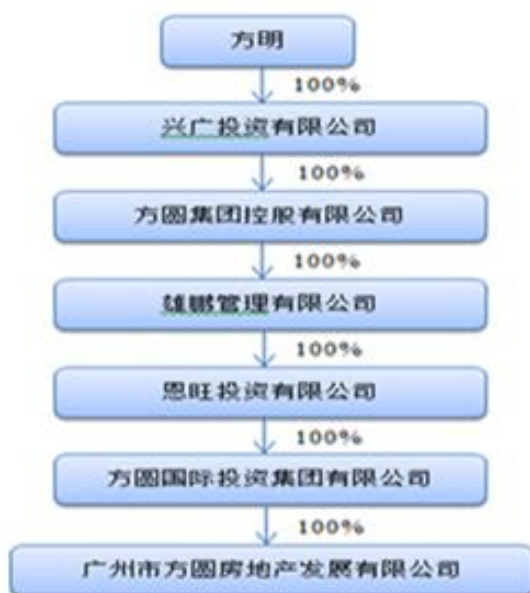 方明
100%
兴广投资有限公司
100%
方圆集团控股有限公司
100%
雄鹏管理有限公司
100%
恩旺投资有限公司
100%
方圆国际投资集团有限公司
100%
广州市方圆房地产发展有限公司